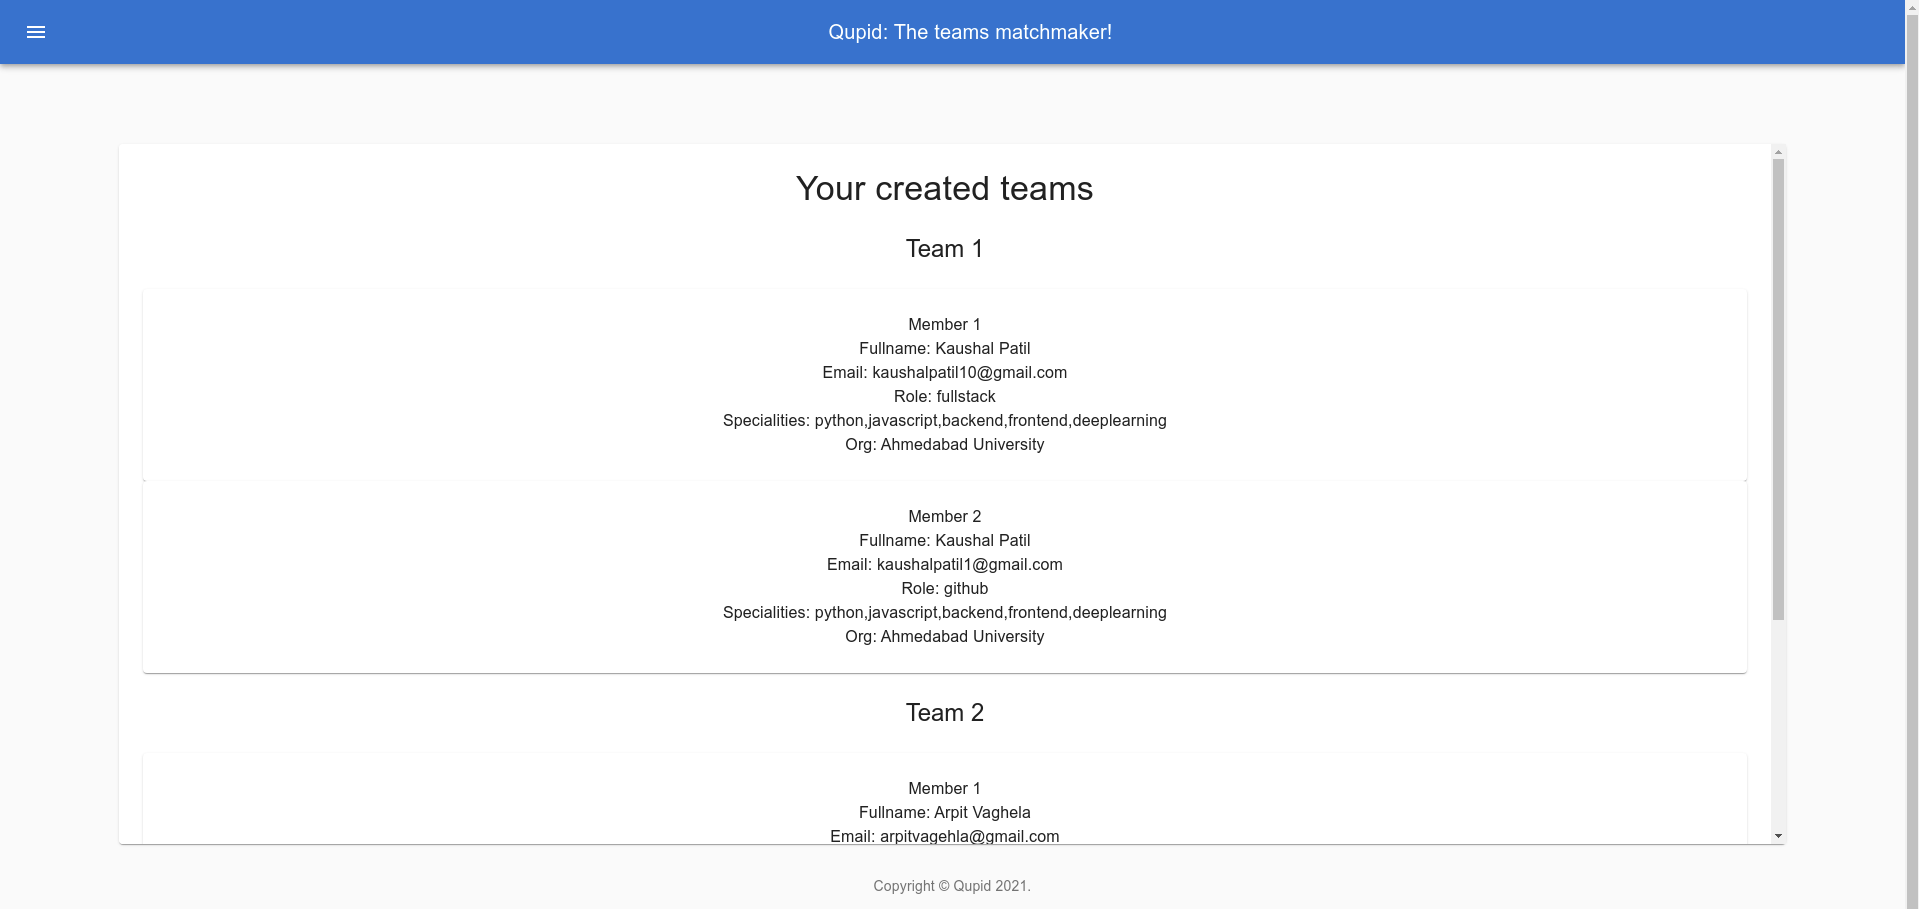 Qupid: The teams matchmaker!
Your created teams
Team 1
Member 1
Fullname: Kaushal Patil
Email: kaushalpatil10@gmail.com
Role: fullstack
Specialities: python,javascript,backend,frontend,deeplearning
Org: Ahmedabad University
Member 2
Fullname: Kaushal Patil
Email: kaushalpatil1@gmail.com
Role: github
Specialities: python,javascript,backend,frontend,deeplearning
Org: Ahmedabad University
Team 2
Member 1
Fullname: Arpit Vaghela
Email: arpitvagehla@gmail.com
Copyright © Qupid 2021.